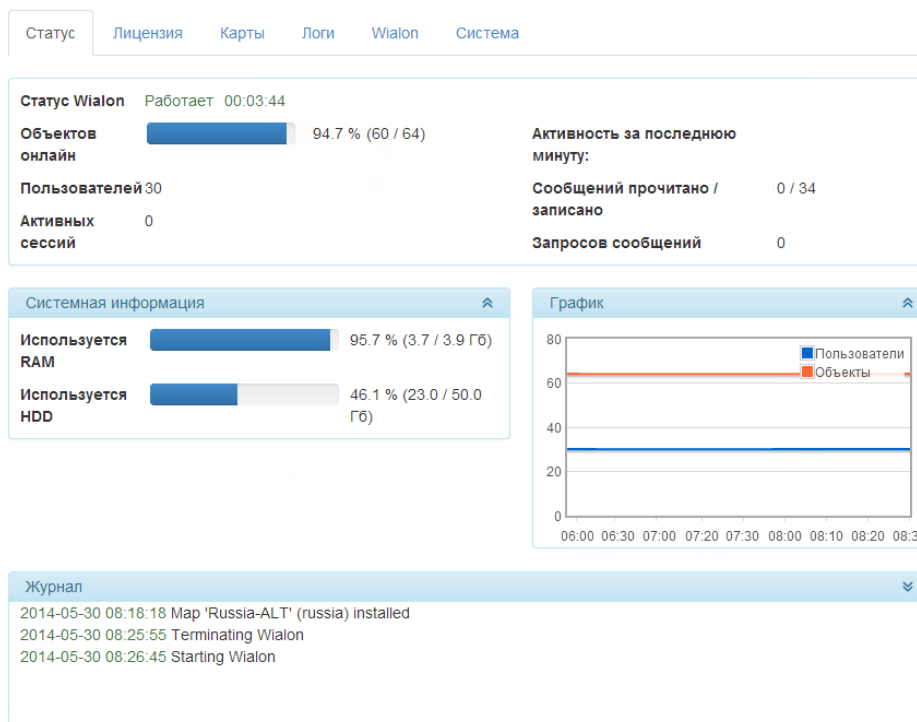 Статус Лицензия Карты Логи Wialon Система
Статус Wialon Работает 00:03:44
Объектов онлайн 94.7 % (60 / 64)
Пользователей 30
Активных сессий 0
Активность за последнюю минуту:
Сообщений прочитано / записано 0 / 34
Запросов сообщений 0
Системная информация
Используется RAM 95.7 % (3.7 / 3.9 Гб)
Используется HDD 46.1 % (23.0 / 50.0 Гб)
График
80
60
40
20
0
Пользователи
Объекты
06:00 06:30 07:00 07:20 07:30 08:00 08:10 08:20 08:3
Журнал
2014-05-30 08:18:18 Map 'Russia-ALT' (russia) installed
2014-05-30 08:25:55 Terminating Wialon
2014-05-30 08:26:45 Starting Wialon